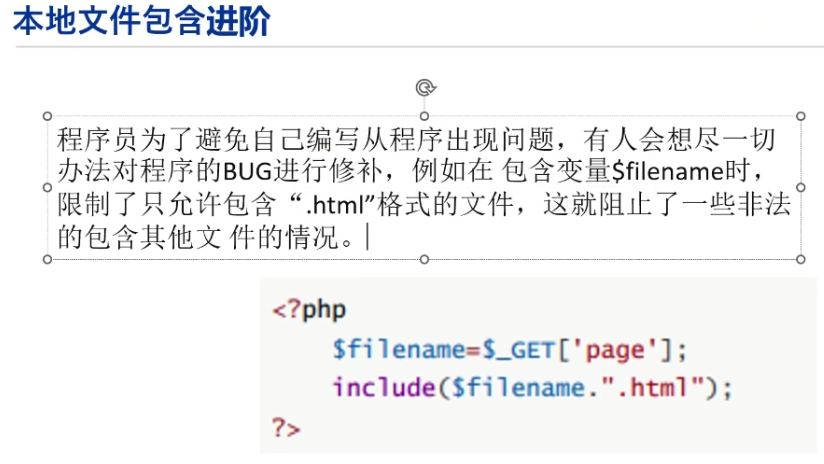 本地文件包含进阶
程序员为了避免自己编写从程序出现问题，有人会想尽一切
办法对程序的BUG进行修补，例如在 包含变量$filename时，
限制了只允许包含“.html”格式的文件，这就阻止了一些非法
的包含其他文 件的情况。
<?php
$filename=$_GET['page'];
include($filename.".html");
?>